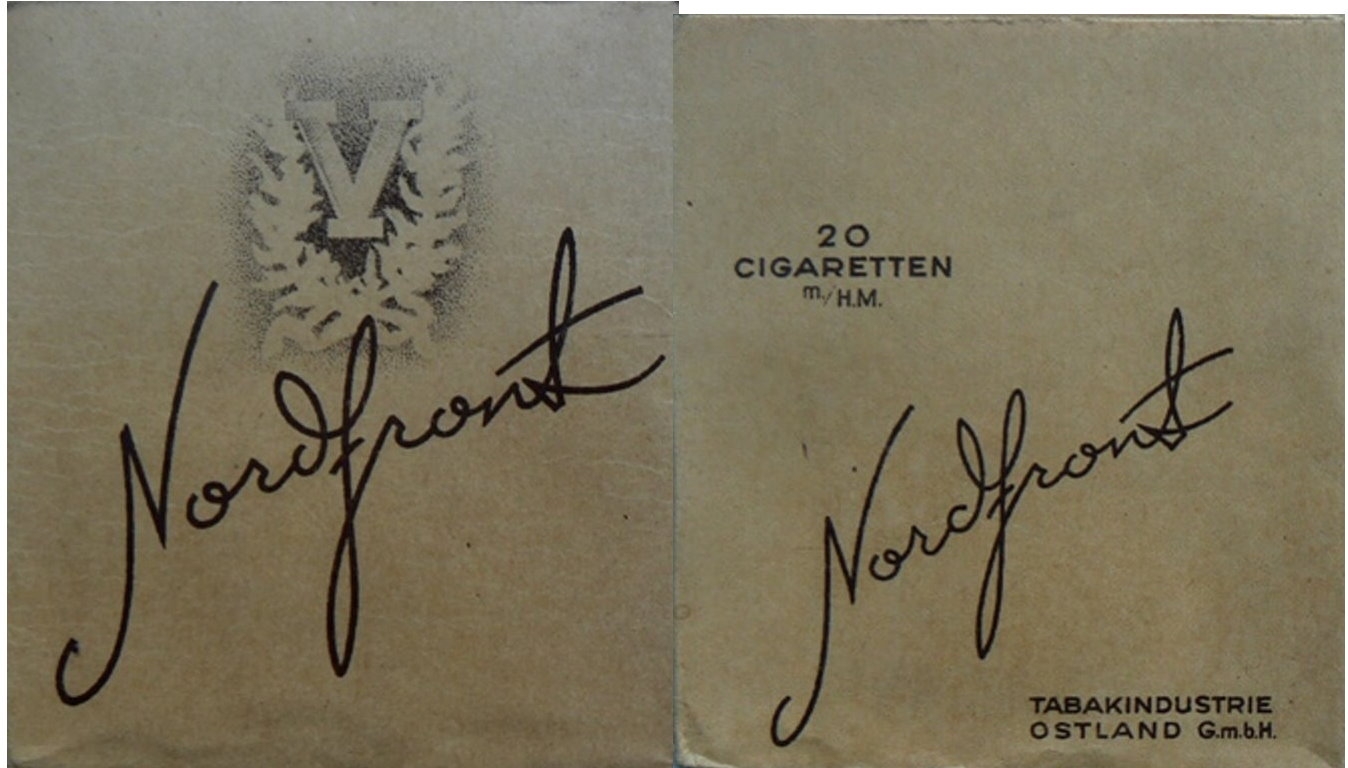 V
Nordfront
20
CIGARETTEN
m./H.M.
Nordfront
TABAKINDUSTRIE
OSTLAND G.m.b.H.